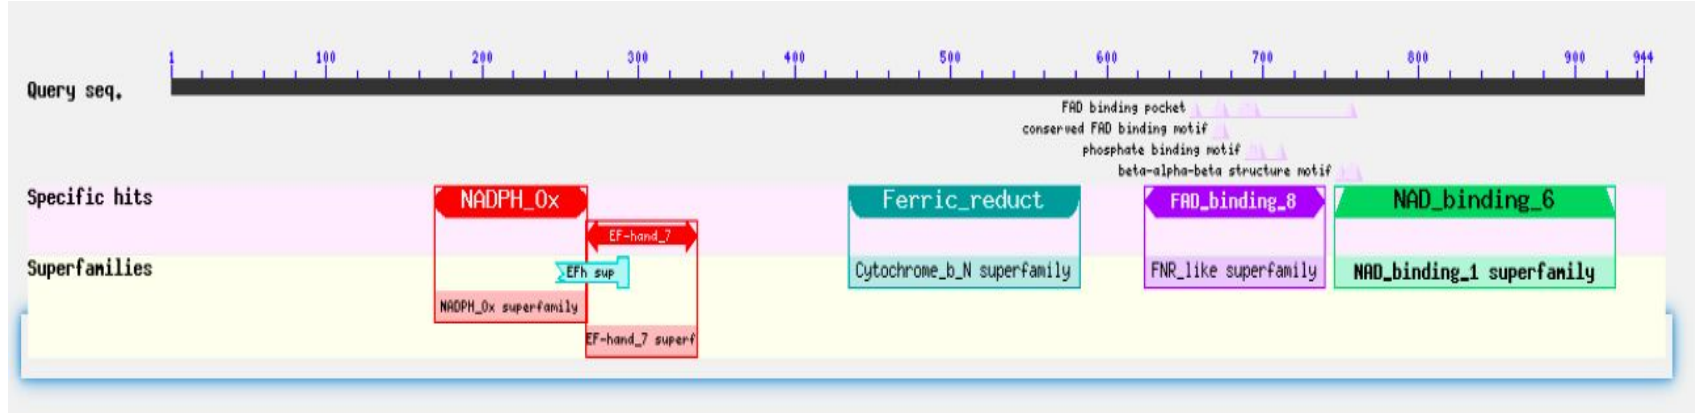 1 100 200 300 400 500 600 700 800 900 944
Query seq.
FAD binding pocket
conserved FAD binding motif
phosphate binding motif
beta-alpha-beta structure motif
Specific hits
NADPH_Ox Ferric_reduct FAD_binding_8 NAD_binding_6
EF-hand_7
Superfamilies
EFh sup Cytochrome_b_N superfamily FNR_like superfamily NAD_binding_1 superfamily
NADPH_Ox superfamily
EF-hand_7 superf